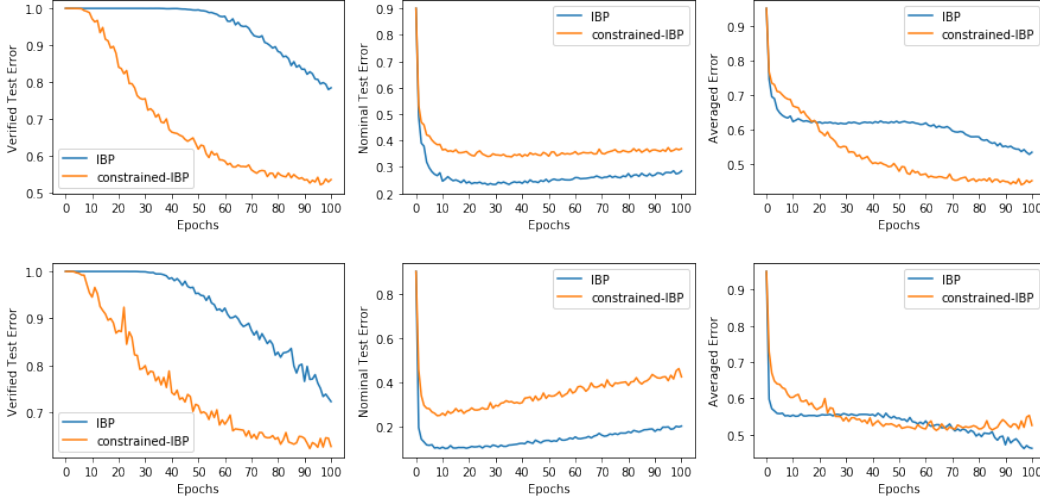 Verified Test Error
1.0
0.9
0.8
0.7
0.6
0.5
IBP
constrained-IBP
0 10 20 30 40 50 60 70 80 90 100
Epochs
Nominal Test Error
0.9
0.8
0.7
0.6
0.5
0.4
0.3
0.2
IBP
constrained-IBP
0 10 20 30 40 50 60 70 80 90 100
Epochs
Averaged Error
0.9
0.8
0.7
0.6
0.5
IBP
constrained-IBP
0 10 20 30 40 50 60 70 80 90 100
Epochs
Verified Test Error
1.0
0.9
0.8
0.7
IBP
constrained-IBP
0 10 20 30 40 50 60 70 80 90 100
Epochs
Nominal Test Error
0.8
0.6
0.4
0.2
IBP
constrained-IBP
0 10 20 30 40 50 60 70 80 90 100
Epochs
Averaged Error
0.9
0.8
0.7
0.6
0.5
IBP
constrained-IBP
0 10 20 30 40 50 60 70 80 90 100
Epochs